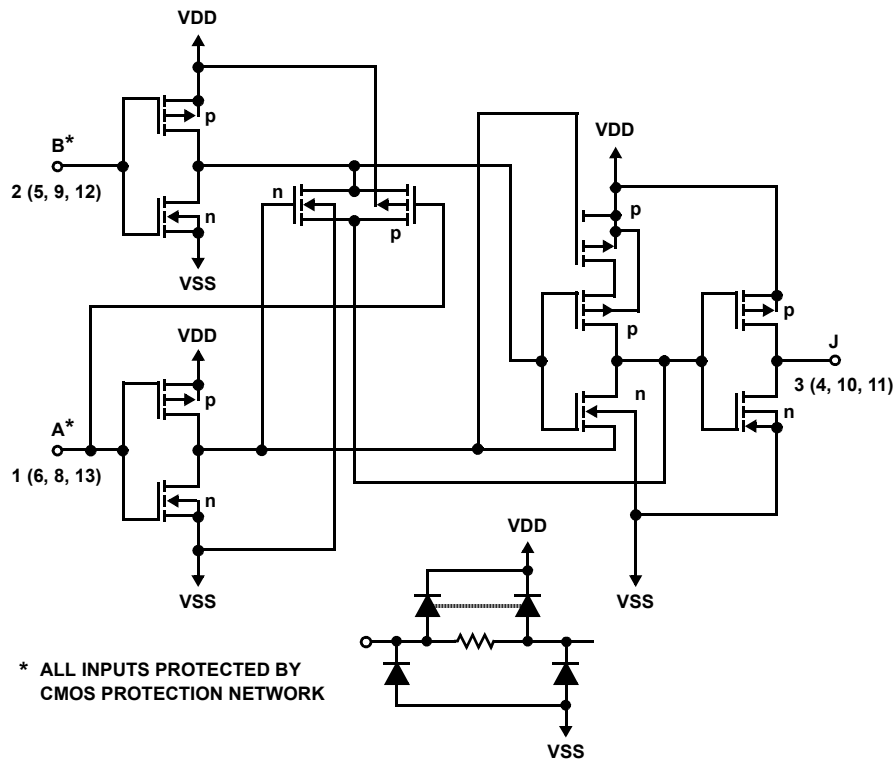 VDD
p
B*
2 (5, 9, 12)
n
VSS
n
p
VDD
p
p
n
p
J
3 (4, 10, 11)
n
VSS
VDD
p
A*
1 (6, 8, 13)
n
VSS
VDD
VSS
* ALL INPUTS PROTECTED BY
CMOS PROTECTION NETWORK